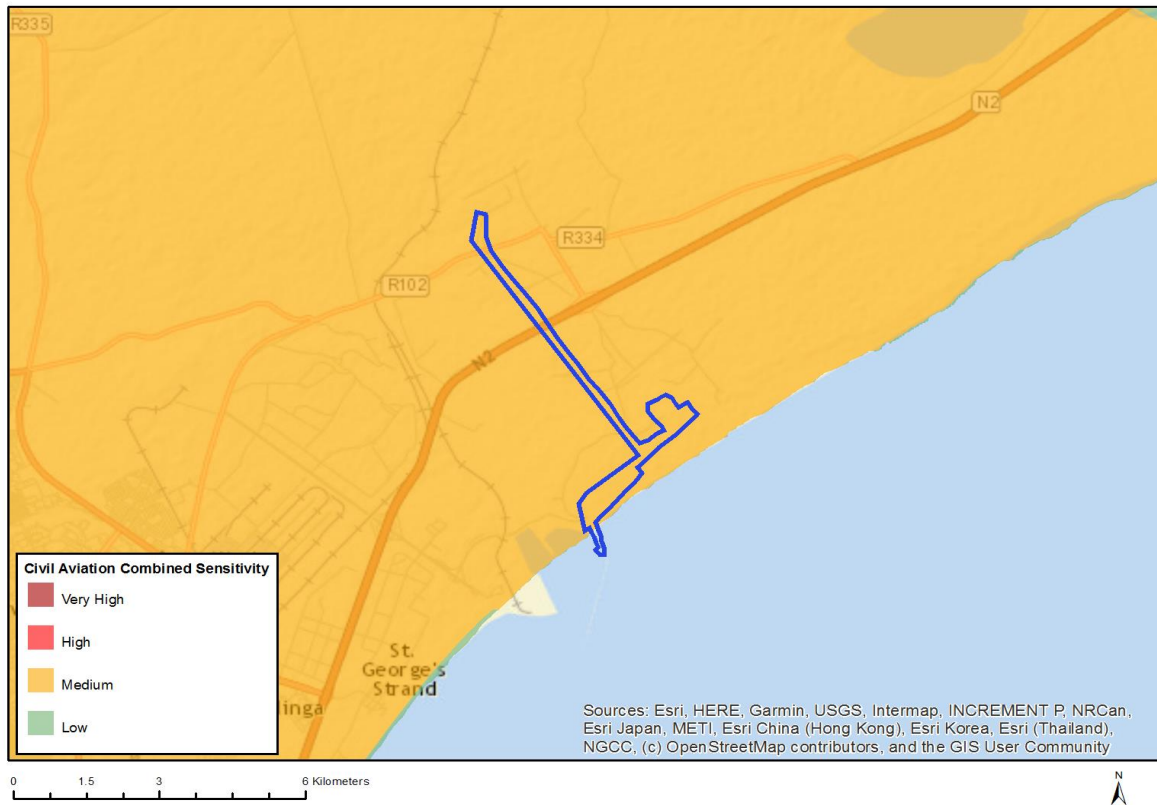 R335
N2
R334
R102
N2
Civil Aviation Combined Sensitivity
Very High
High
Medium
Low
St.
George's
Strand
linga
Sources: Esri, HERE, Garmin, USGS, Intermap, INCREMENT P, NRCan,
Esri Japan, METI, Esri China (Hong Kong), Esri Korea, Esri (Thailand),
NGCC, (c) OpenStreetMap contributors, and the GIS User Community
0 1.5 3 6 Kilometers
N